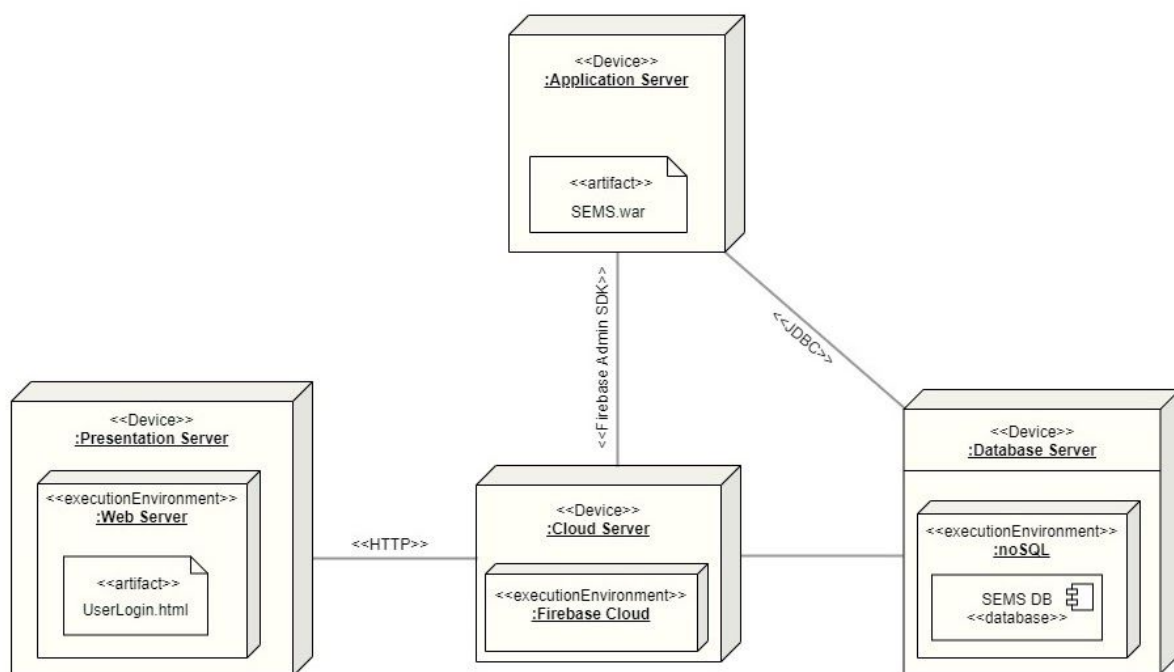 <<Device>>
:Application Server
<<artifact>>
SEMS.war
<<Firebase Admin SDK>>
<<JDBC>>
<<Device>>
:Presentation Server
<<executionEnvironment>>
:Web Server
<<artifact>>
UserLogin.html
<<HTTP>>
<<Device>>
:Cloud Server
<<executionEnvironment>>
:Firebase Cloud
<<Device>>
:Database Server
<<executionEnvironment>>
:noSQL
SEMS DB
<<database>>